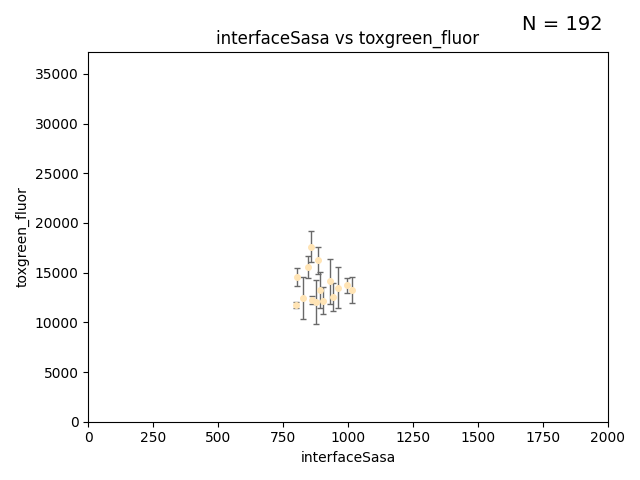 N = 192
interfaceSasa vs toxgreen_fluor
35000
30000
25000
20000
15000
10000
5000
0
toxgreen_fluor
0 250 500 750 1000 1250 1500 1750 2000
interfaceSasa